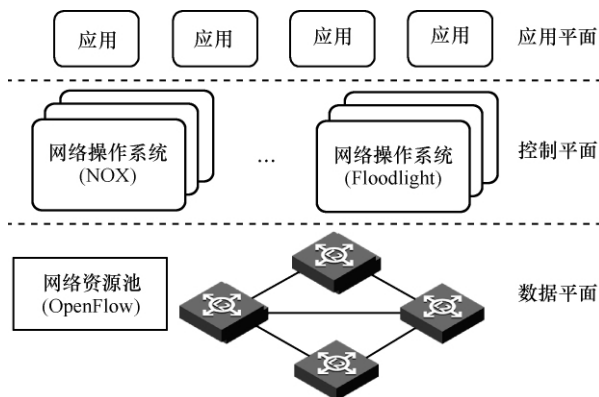 应用 应用 应用 应用 应用平面
网络操作系统
(NOX)
...
网络操作系统
(Floodlight)
控制平面
网络资源池
(OpenFlow)
数据平面